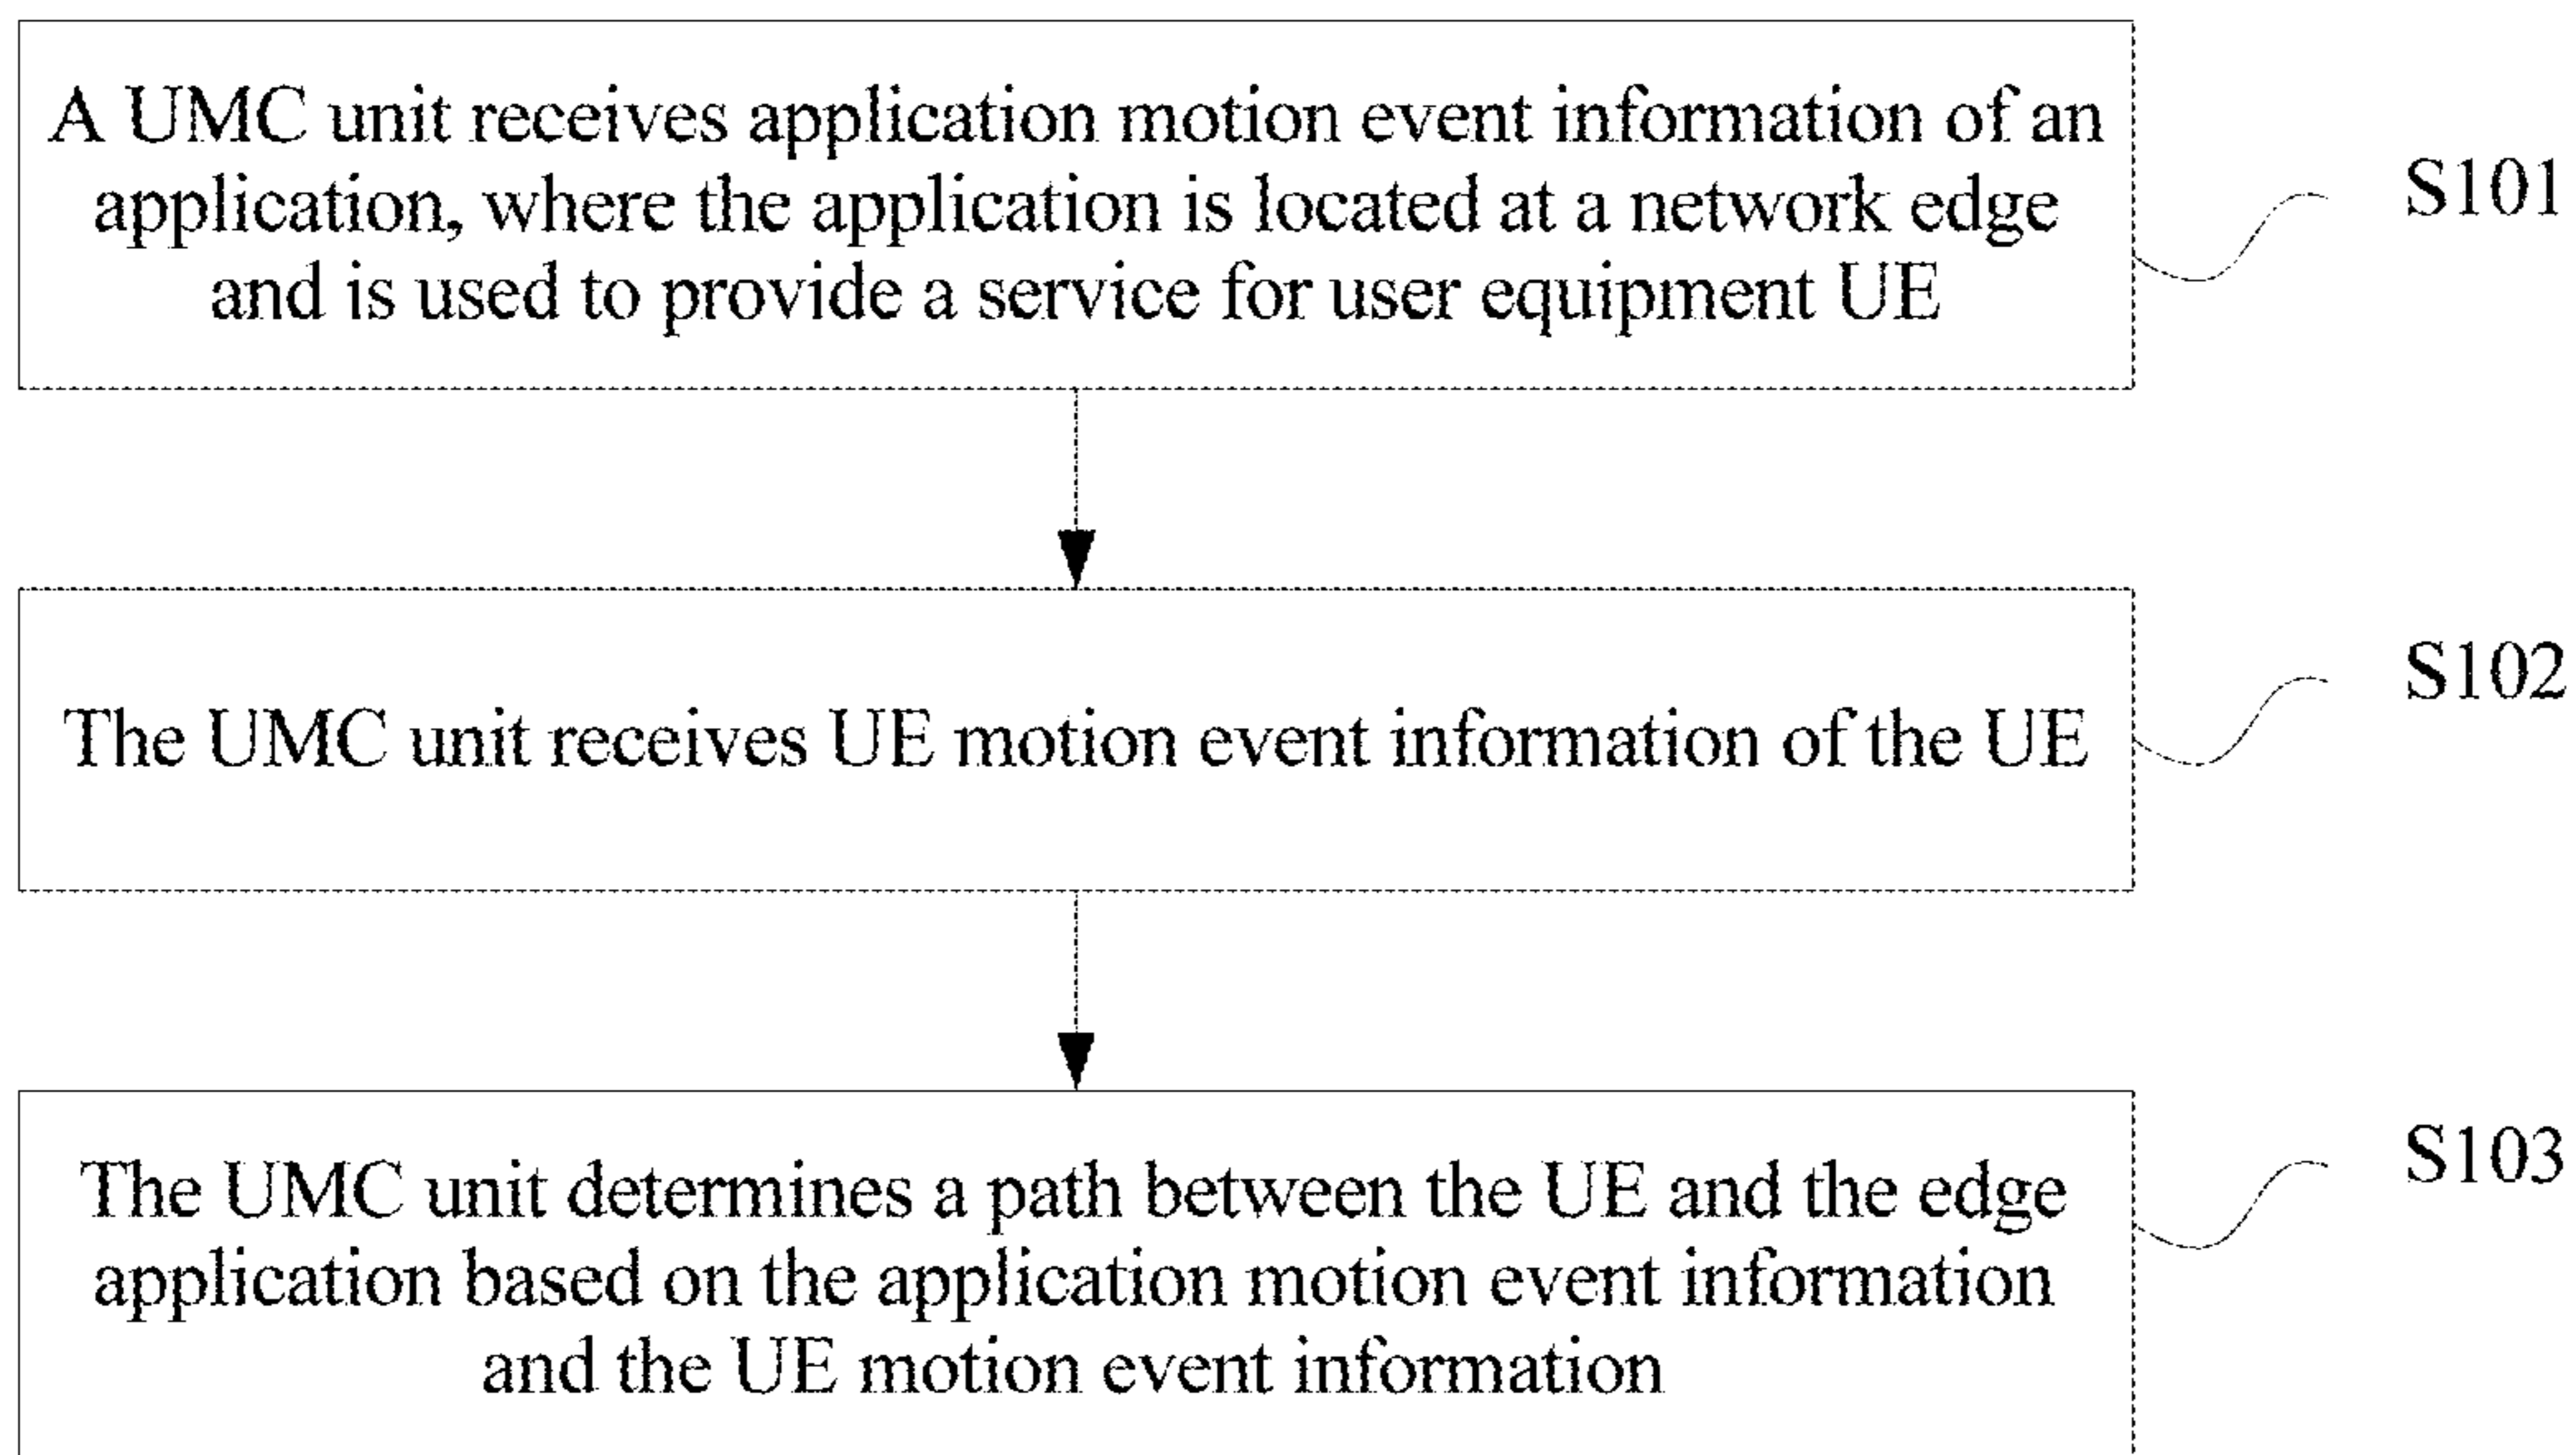 A UMC unit receives application motion event information of an
application, where the application is located at a network edge
and is used to provide a service for user equipment UE
S101
The UMC unit receives UE motion event information of the UE
S102
The UMC unit determines a path between the UE and the edge
application based on the application motion event information
and the UE motion event information
S103